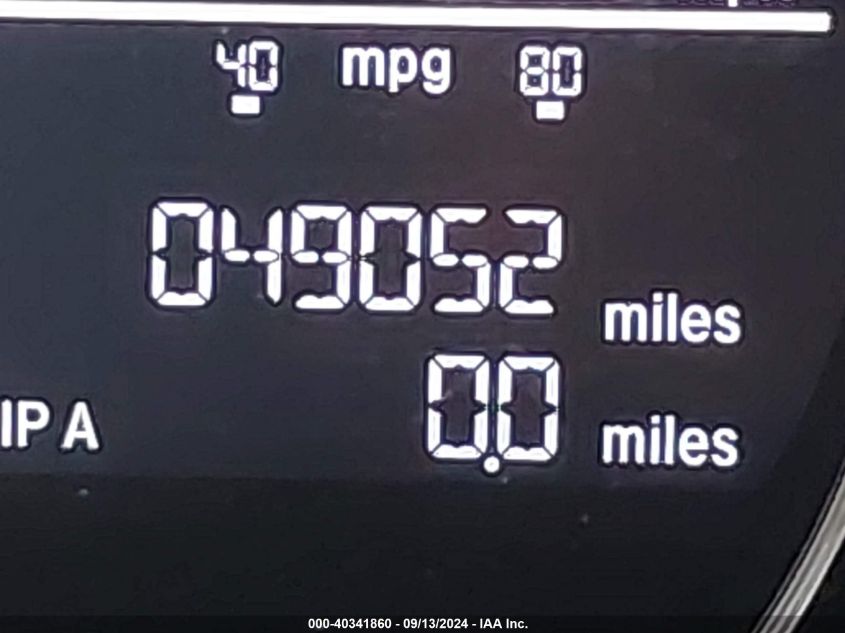 40 mpg 80
049052 miles
IP A 0.0 miles
000-40341860 - 09/13/2024 - IAA Inc.